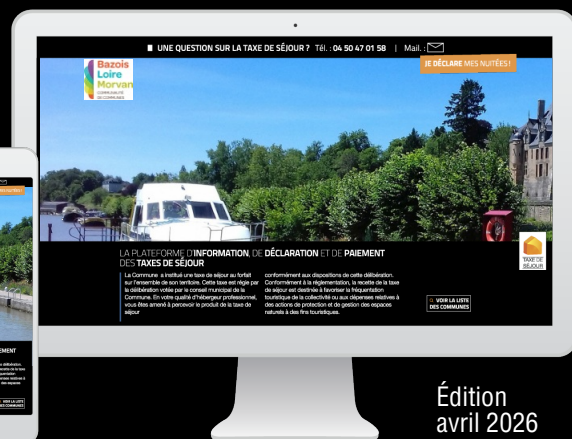 UNE QUESTION SUR LA TAXE DE SÉJOUR ? Tél. : 04 50 47 01 58 | Mail. :
JE DÉCLARE MES NUITÉES !
Bazois
Loire
Morvan
COMMUNAUTÉ
DE COMMUNES
LA PLATEFORME D'INFORMATION, DE DÉCLARATION ET DE PAIEMENT
DES TAXES DE SÉJOUR
La Commune a institué une taxe de séjour au forfait
sur l'ensemble de son territoire. Cette taxe est régie par
la délibération votée par le conseil municipal de la
Commune. En votre qualité d'hébergeur professionnel,
vous êtes amené à percevoir le produit de la taxe de
séjour
conformément aux dispositions de cette délibération.
Conformément à la réglementation, la recette de la taxe
de séjour est destinée à favoriser la fréquentation
touristique de la collectivité ou aux dépenses relatives à
des actions de protection et de gestion des espaces
naturels à des fins touristiques.
TAXE DE
SÉJOUR
VOIR LA LISTE
DES COMMUNES
Édition
avril 2026